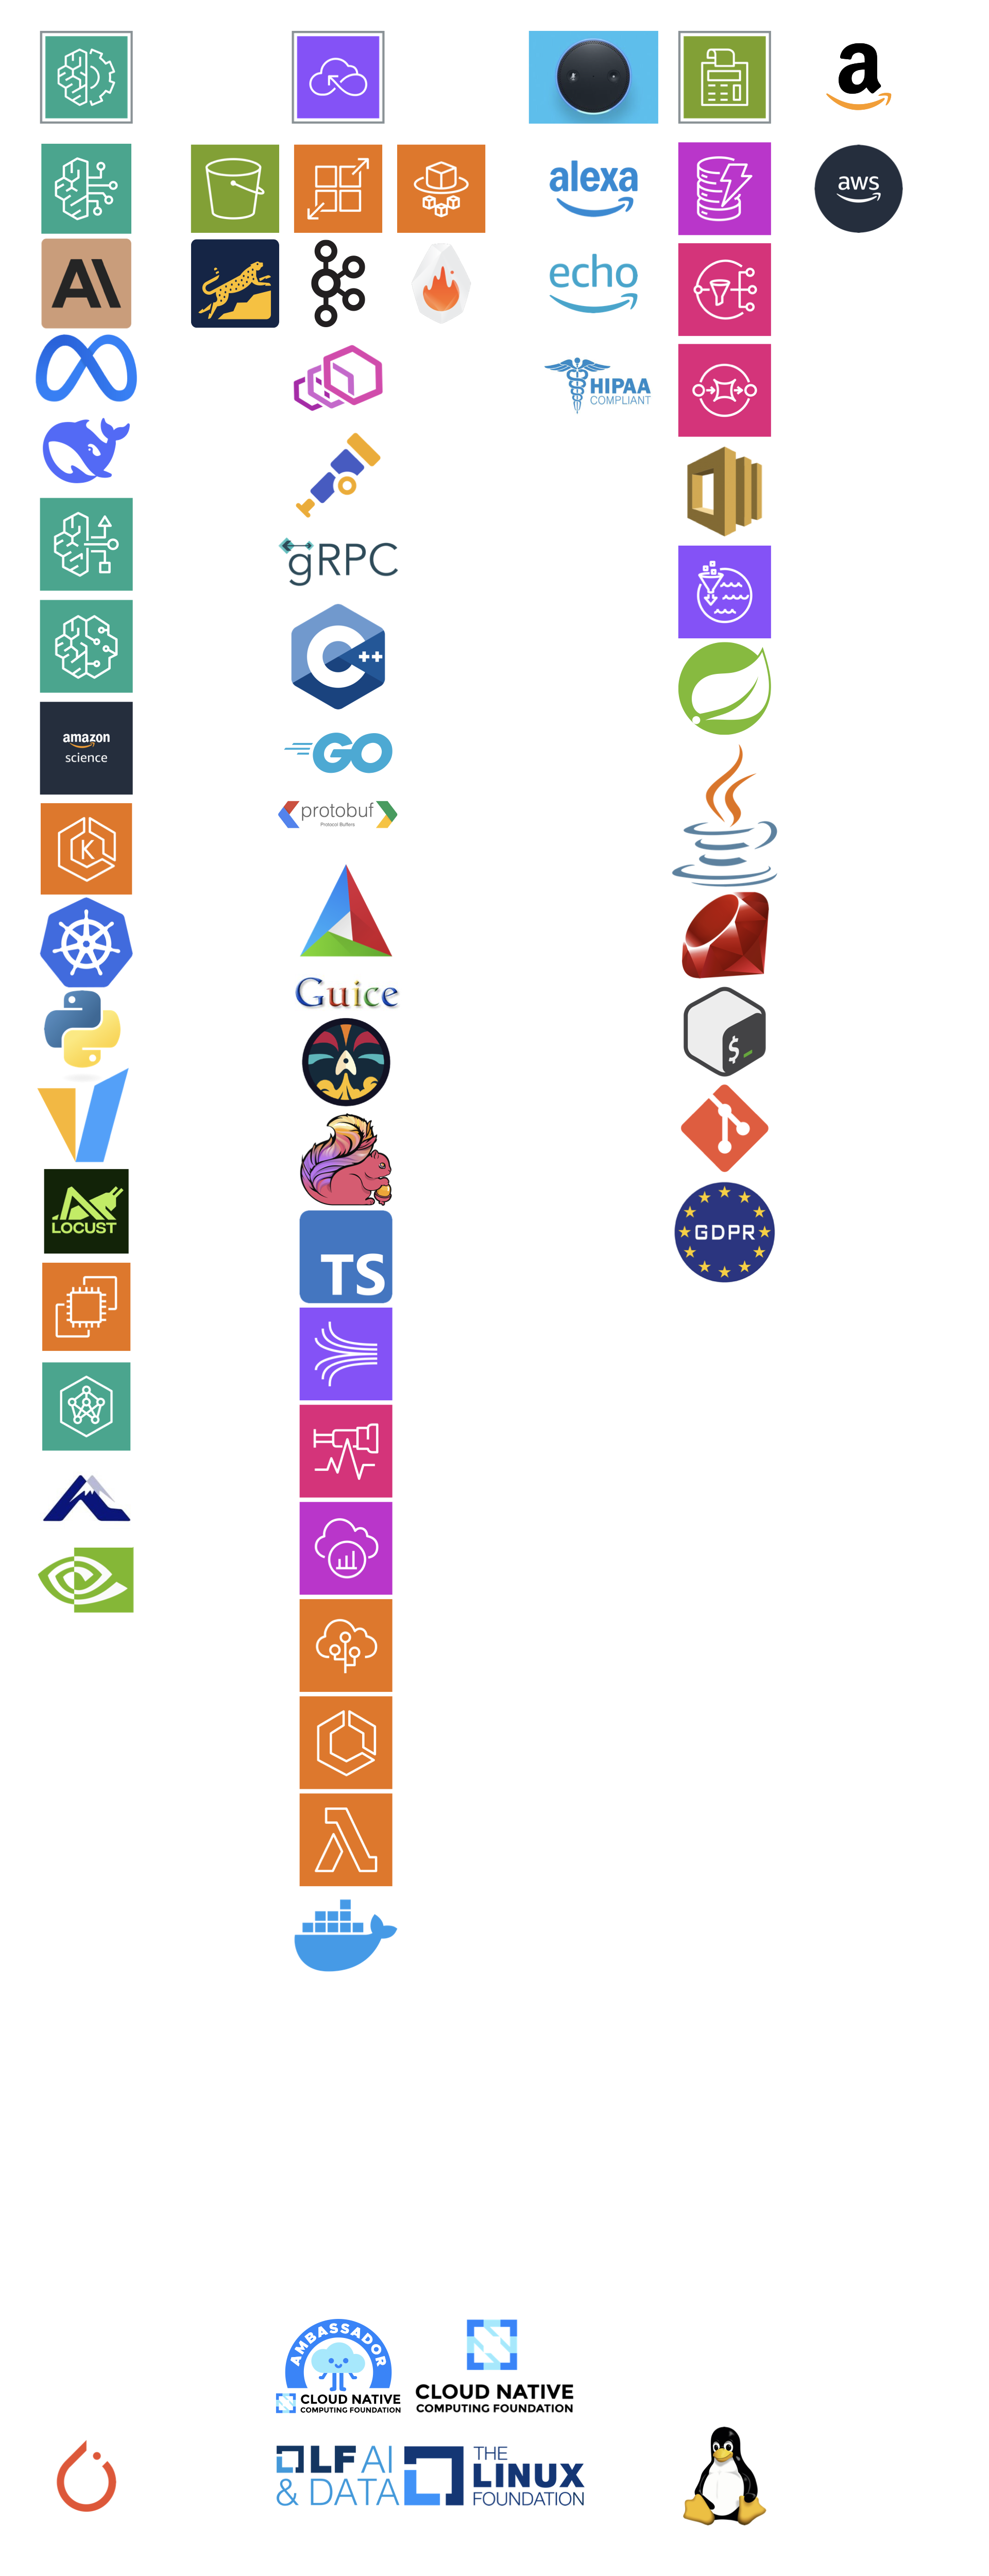 a
aws
alexa
echo
HIPAA
COMPLIANT
A\
gRPC
C
++
amazon
science
GO
protobuf
Protocol Buffers
K
Guice
$
LOCUST
GDPR
TS
AMBASSADOR
CLOUD NATIVE
COMPUTING FOUNDATION
CLOUD NATIVE
COMPUTING FOUNDATION
LF AI
& DATA
THE
LINUX
FOUNDATION